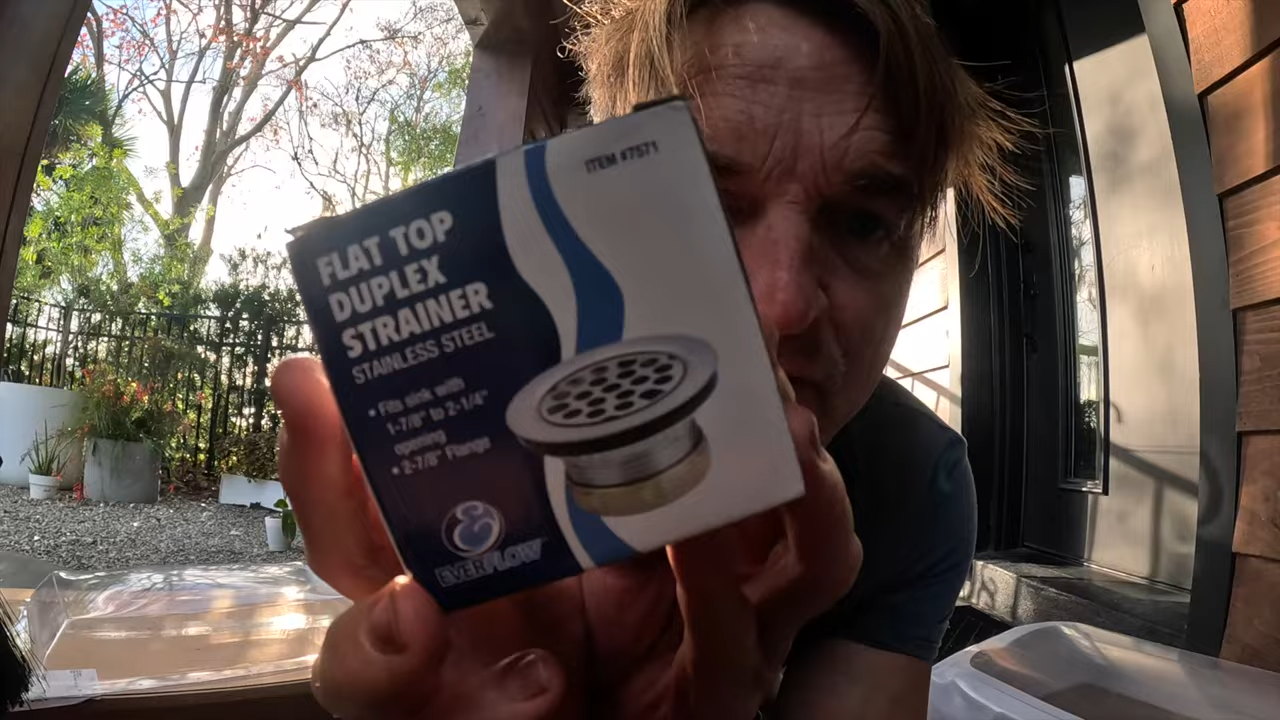 ITEM #7571
FLAT TOP
DUPLEX
STRAINER
STAINLESS STEEL
• Fits sink with
1-7/8" to 2-1/4"
opening
• 2-7/8" Flange
EVERFLOW